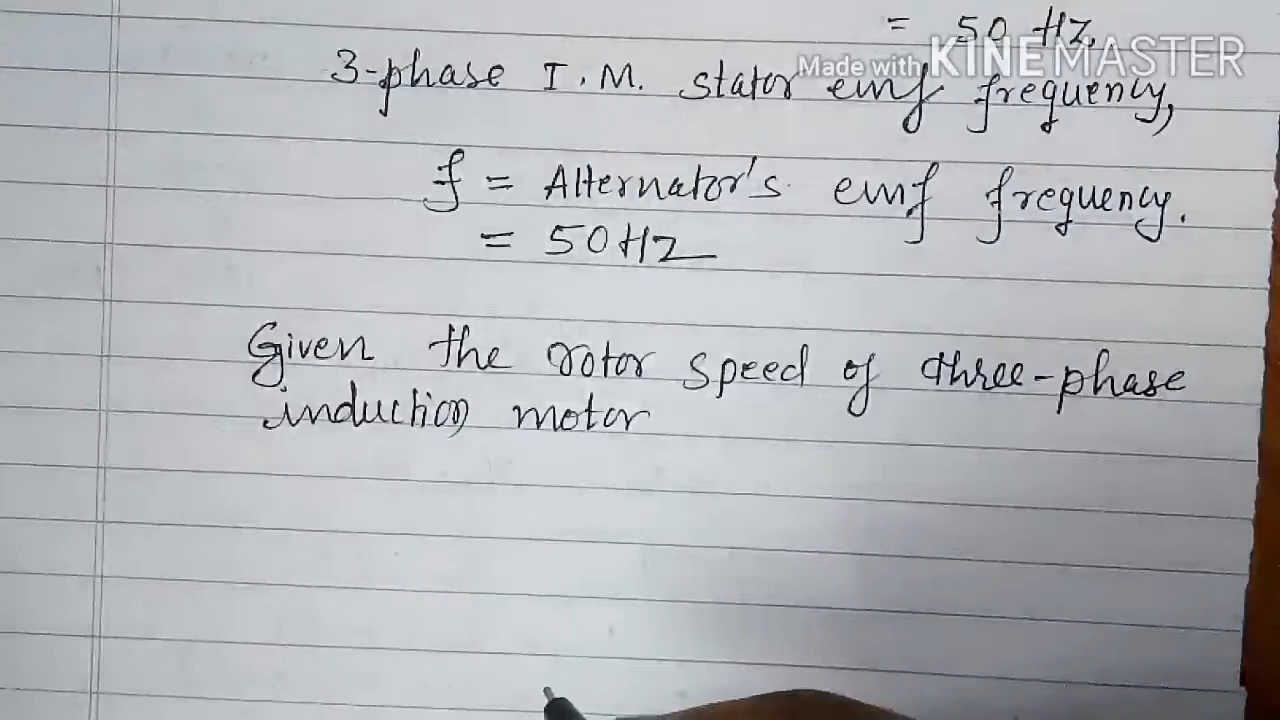 = 50 Hz.
Made with KINEMASTER
3-phase I.M. stator emf frequency,
f = Alternator's emf frequency.
= 50Hz
Given the rotor speed of three-phase
induction motor